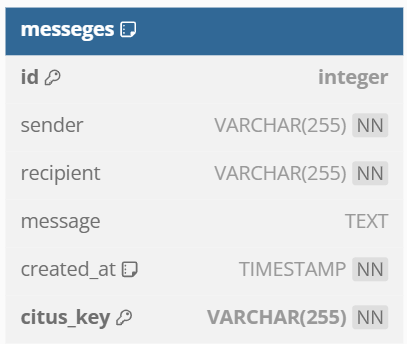 messeges
id integer
sender VARCHAR(255) NN
recipient VARCHAR(255) NN
message TEXT
created_at TIMESTAMP NN
citus_key VARCHAR(255) NN